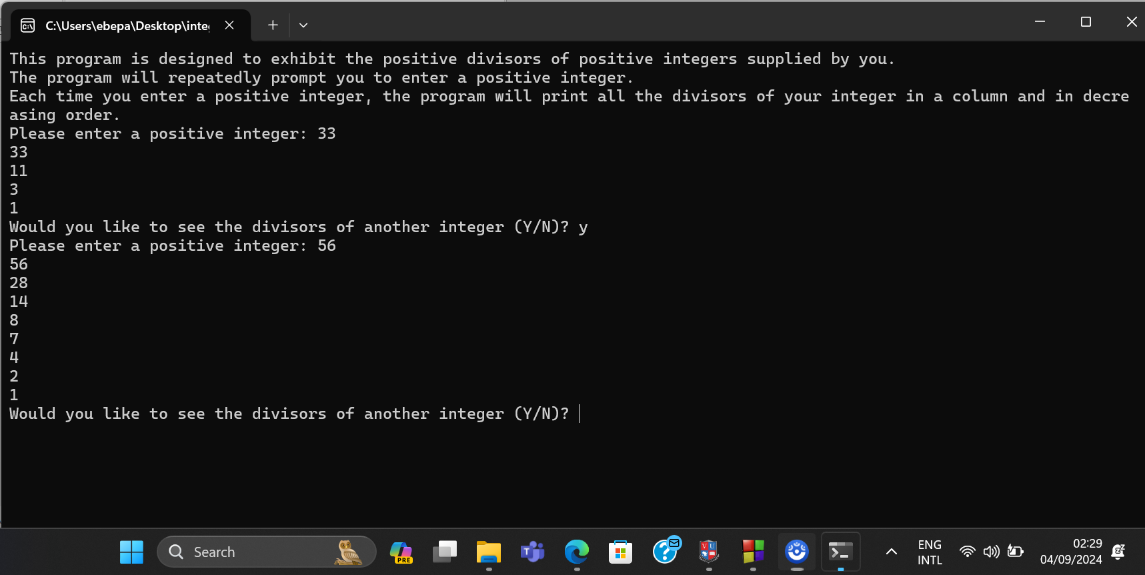 C:\Users\ebepa\Desktop\inte
This program is designed to exhibit the positive divisors of positive integers supplied by you.
The program will repeatedly prompt you to enter a positive integer.
Each time you enter a positive integer, the program will print all the divisors of your integer in a column and in decre
asing order.
Please enter a positive integer: 33
33
11
3
1
Would you like to see the divisors of another integer (Y/N)? y
Please enter a positive integer: 56
56
28
14
8
7
4
2
1
Would you like to see the divisors of another integer (Y/N)?
Search
PRE
ENG
INTL
02:29
04/09/2024